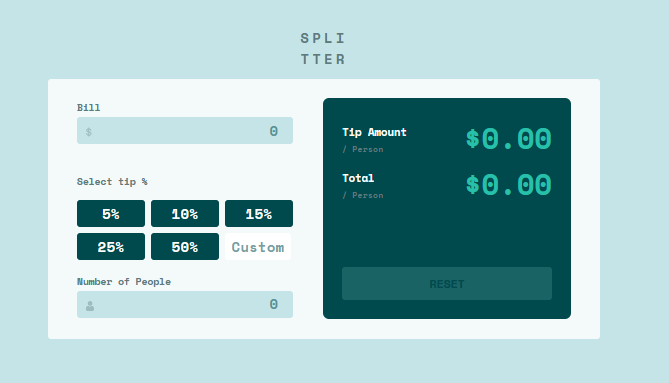 SPLI
TTER
Bill
$ 0
Select tip %
5% 10% 15%
25% 50% Custom
Number of People
0
Tip Amount
/ Person
$0.00
Total
/ Person
$0.00
RESET